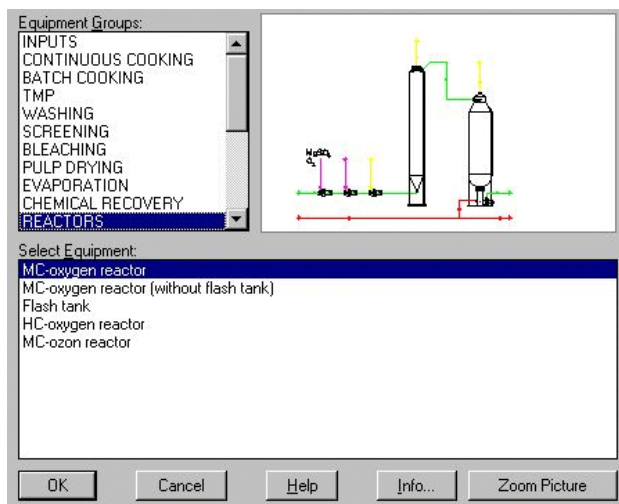 Equipment Groups:
INPUTS
CONTINUOUS COOKING
BATCH COOKING
TMP
WASHING
SCREENING
BLEACHING
PULP DRYING
EVAPORATION
CHEMICAL RECOVERY
REACTORS
Select Equipment:
MC-oxygen reactor
MC-oxygen reactor (without flash tank)
Flash tank
HC-oxygen reactor
MC-ozon reactor
OK
Cancel
Help
Info...
Zoom Picture